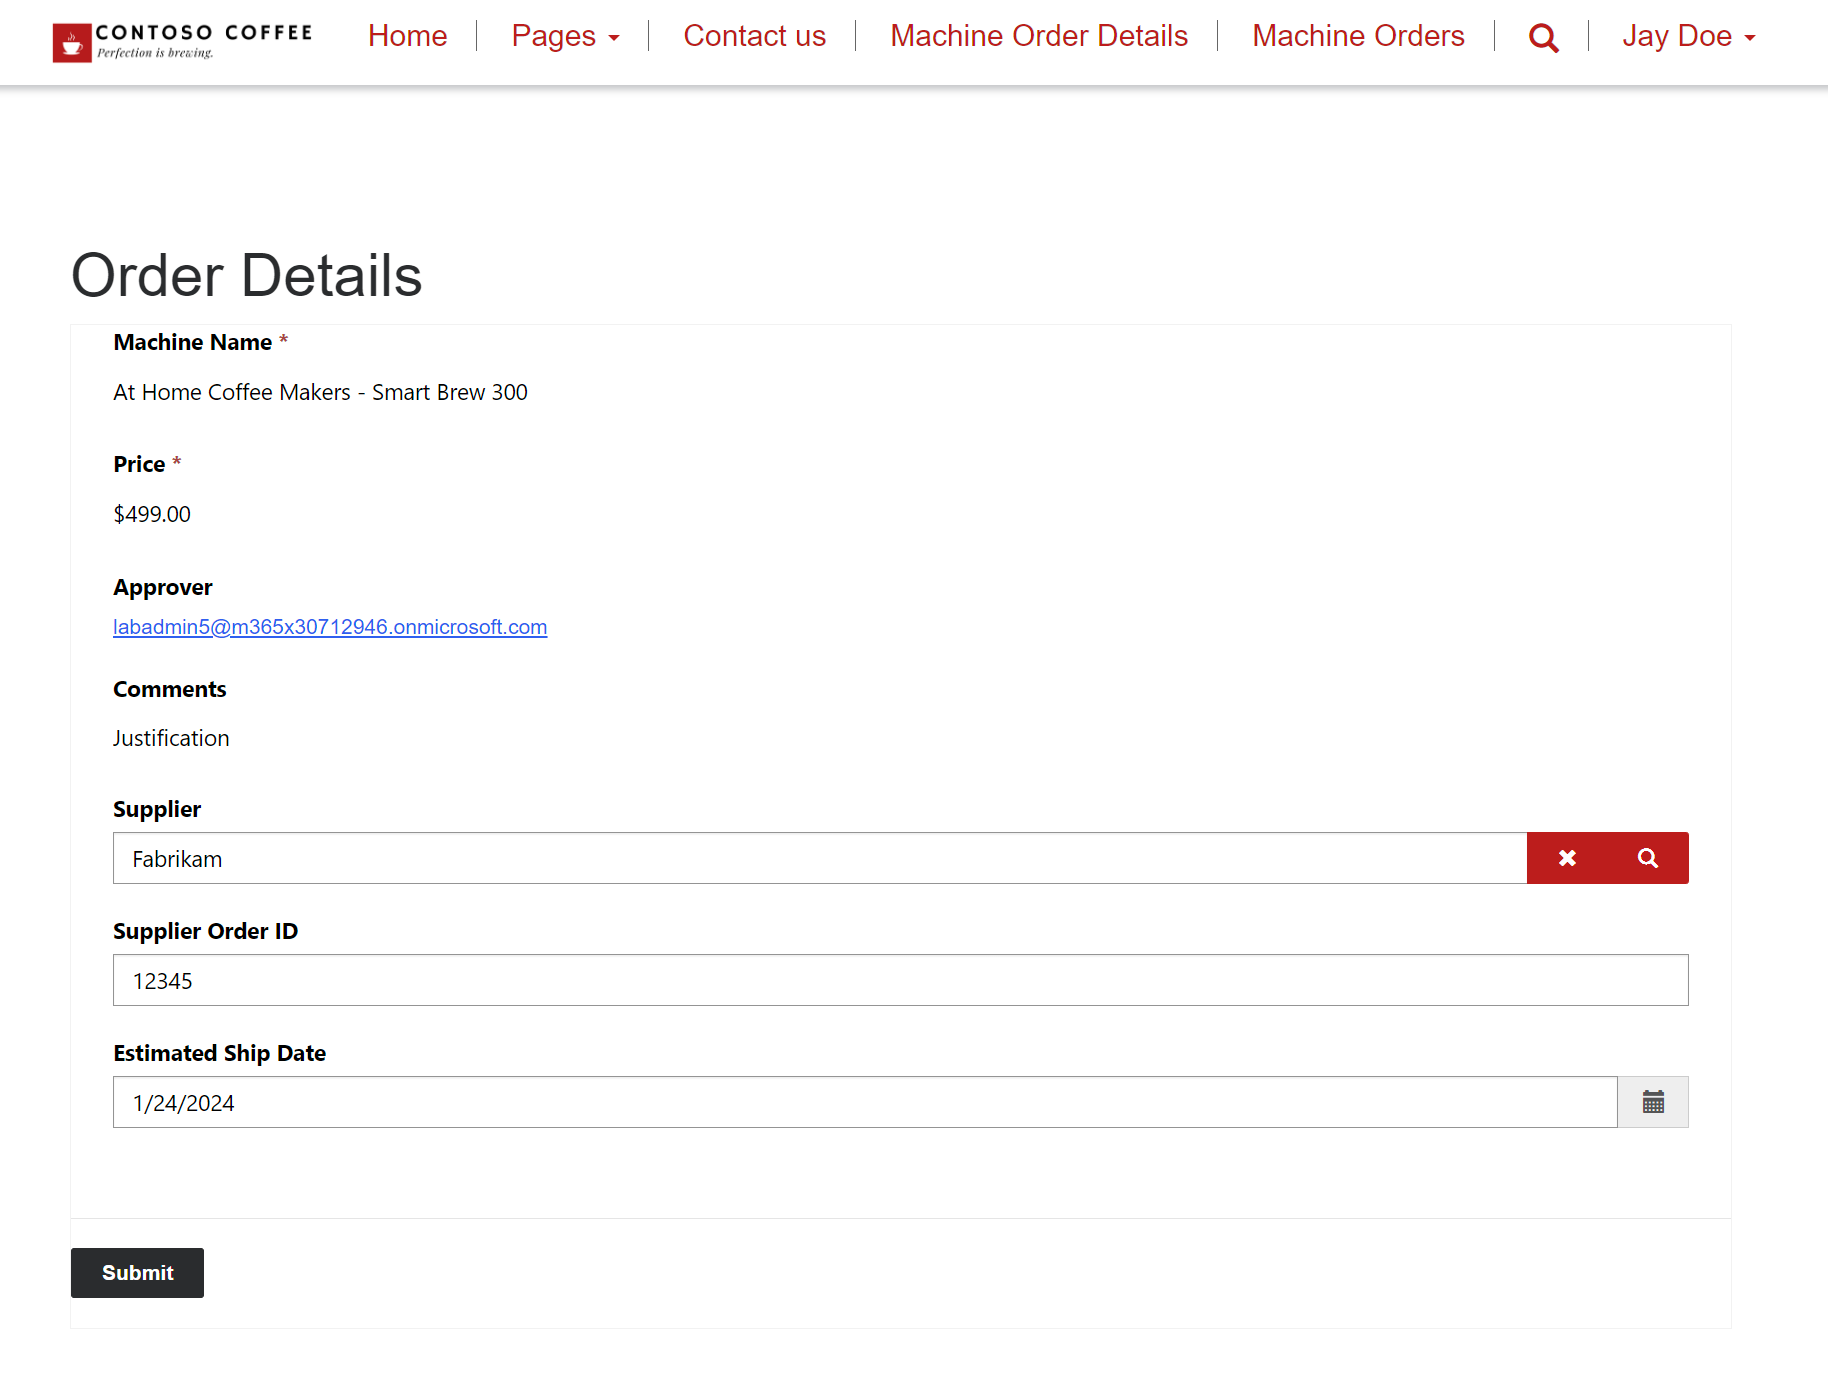 CONTOSO COFFEE
Perfection is brewing.
Home
Pages
Contact us
Machine Order Details
Machine Orders
Jay Doe
Order Details
Machine Name *
At Home Coffee Makers - Smart Brew 300
Price *
$499.00
Approver
labadmin5@m365x30712946.onmicrosoft.com
Comments
Justification
Supplier
Fabrikam
Supplier Order ID
12345
Estimated Ship Date
1/24/2024
Submit